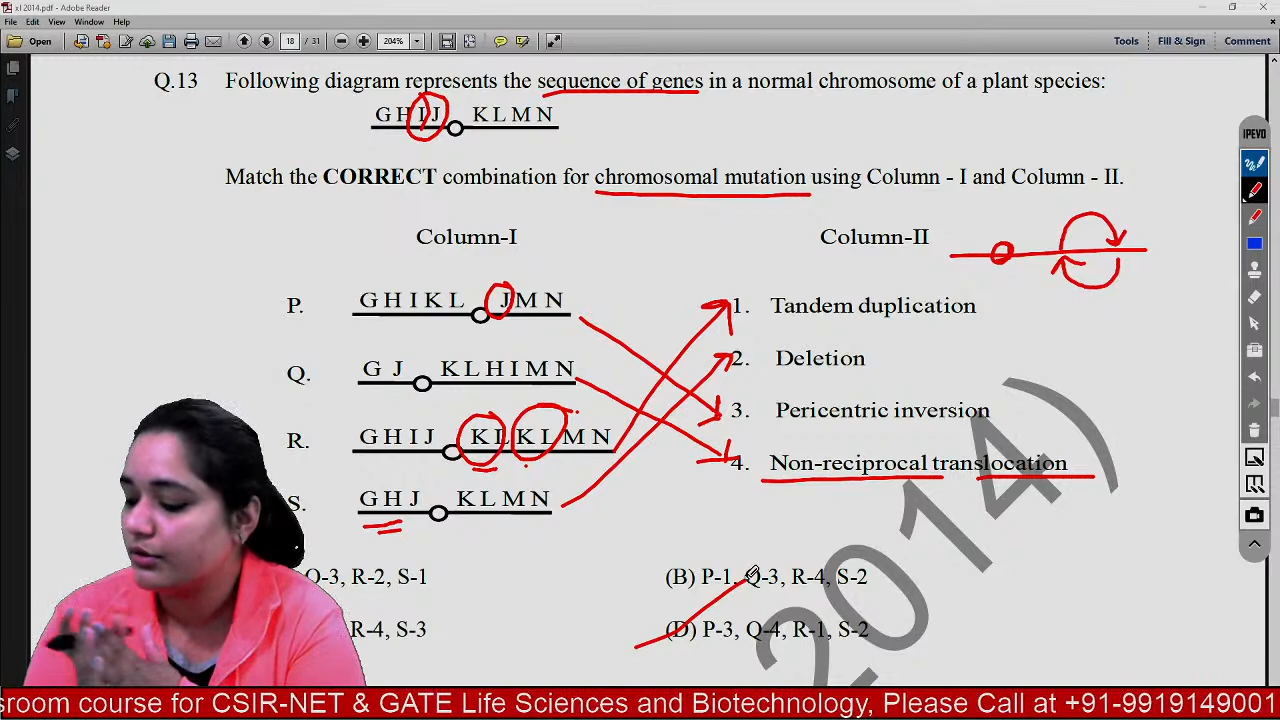 xl 2014.pdf - Adobe Reader
File Edit View Window Help
Open 18 / 31 204% Tools Fill & Sign Comment
Q.13 Following diagram represents the sequence of genes in a normal chromosome of a plant species:
G H I J K L M N
IPEVO
Match the CORRECT combination for chromosomal mutation using Column - I and Column - II.
Column-I Column-II
P. G H I K L J M N 1. Tandem duplication
Q. G J K L H I M N 2. Deletion
R. G H I J K L K L M N 3. Pericentric inversion
S. G H J K L M N 4. Non-reciprocal translocation
Q-3, R-2, S-1 (B) P-1, Q-3, R-4, S-2
R-4, S-3 (D) P-3, Q-4, R-1, S-2
2014)
sroom course for CSIR-NET & GATE Life Sciences and Biotechnology, Please Call at +91-9919149001